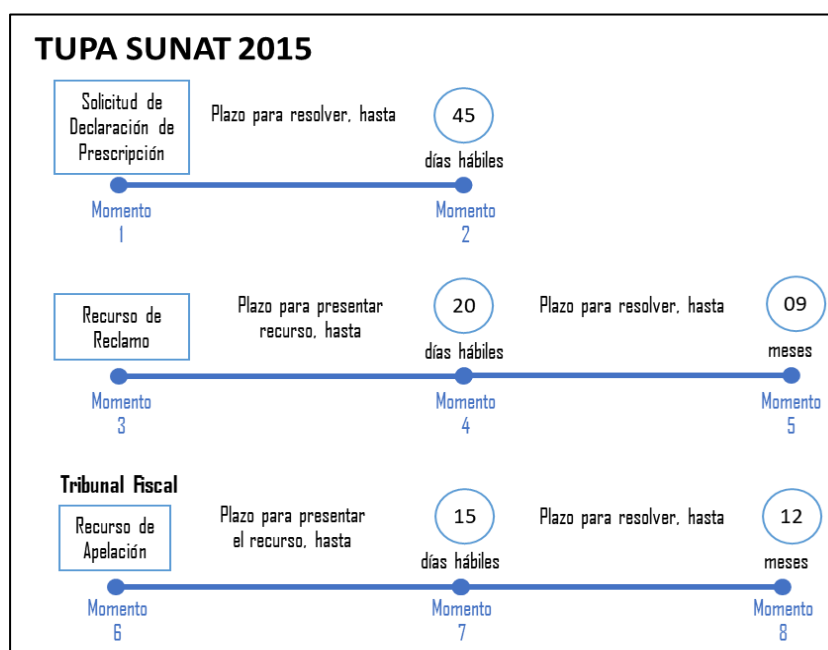 TUPA SUNAT 2015
Solicitud de
Declaración de
Prescripción
Plazo para resolver, hasta
45
días hábiles
Momento
1
Momento
2
Recurso de
Reclamo
Plazo para presentar
recurso, hasta
20
días hábiles
Plazo para resolver, hasta
09
meses
Momento
3
Momento
4
Momento
5
Tribunal Fiscal
Recurso de
Apelación
Plazo para presentar
el recurso, hasta
15
días hábiles
Plazo para resolver, hasta
12
meses
Momento
6
Momento
7
Momento
8